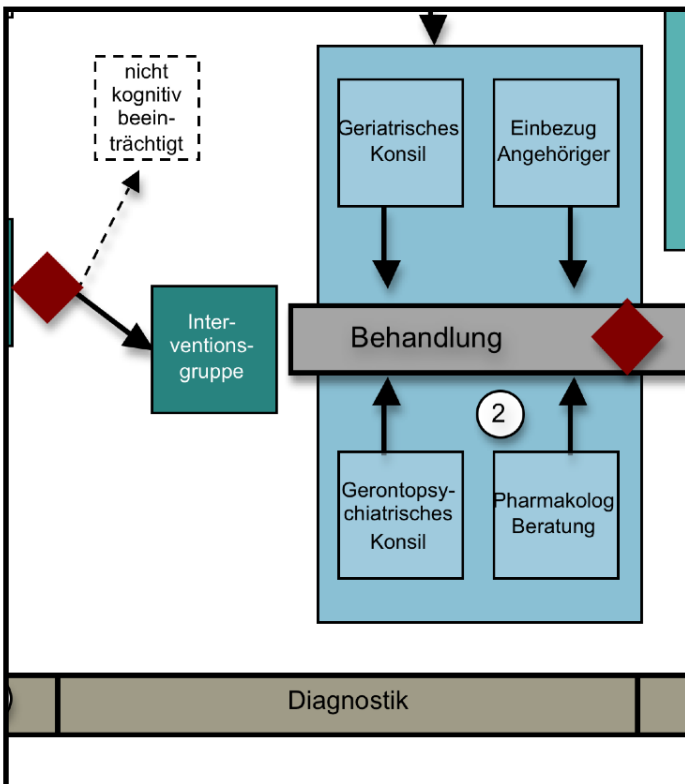 nicht
kognitiv
beein-
trächtigt
Geriatrisches
Konsil
Einbezug
Angehöriger
Inter-
ventions-
gruppe
Behandlung
2
Gerontopsy-
chiatrisches
Konsil
Pharmakolog
Beratung
Diagnostik